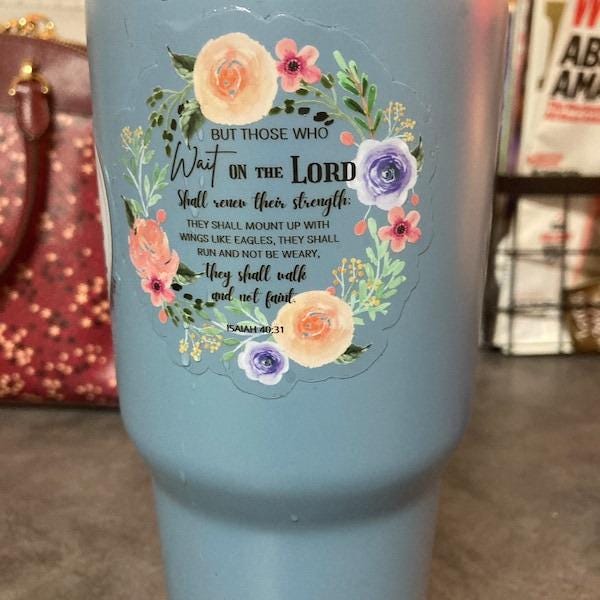 BUT THOSE WHO
Wait ON THE LORD
Shall renew their strength;
THEY SHALL MOUNT UP WITH
WINGS LIKE EAGLES, THEY SHALL
RUN AND NOT BE WEARY,
they shall walk
and not faint.
ISAIAH 40:31